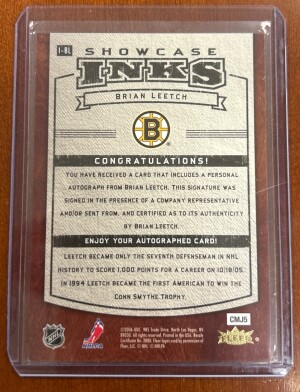 I-BL
SHOWCASE
INKS
BRIAN LEETCH
B
CONGRATULATIONS!
YOU HAVE RECEIVED A CARD THAT INCLUDES A PERSONAL
AUTOGRAPH FROM BRIAN LEETCH. THIS SIGNATURE WAS
SIGNED IN THE PRESENCE OF A COMPANY REPRESENTATIVE
AND/OR SENT FROM, AND CERTIFIED AS TO ITS AUTHENTICITY
BY BRIAN LEETCH.
ENJOY YOUR AUTOGRAPHED CARD!
LEETCH BECAME ONLY THE SEVENTH DEFENSEMAN IN NHL
HISTORY TO SCORE 1,000 POINTS FOR A CAREER ON 10/18/05.
IN 1994 LEETCH BECAME THE FIRST AMERICAN TO WIN THE
CONN SMYTHE TROPHY.
CMJ5
NHL
NHLPA
FLEER